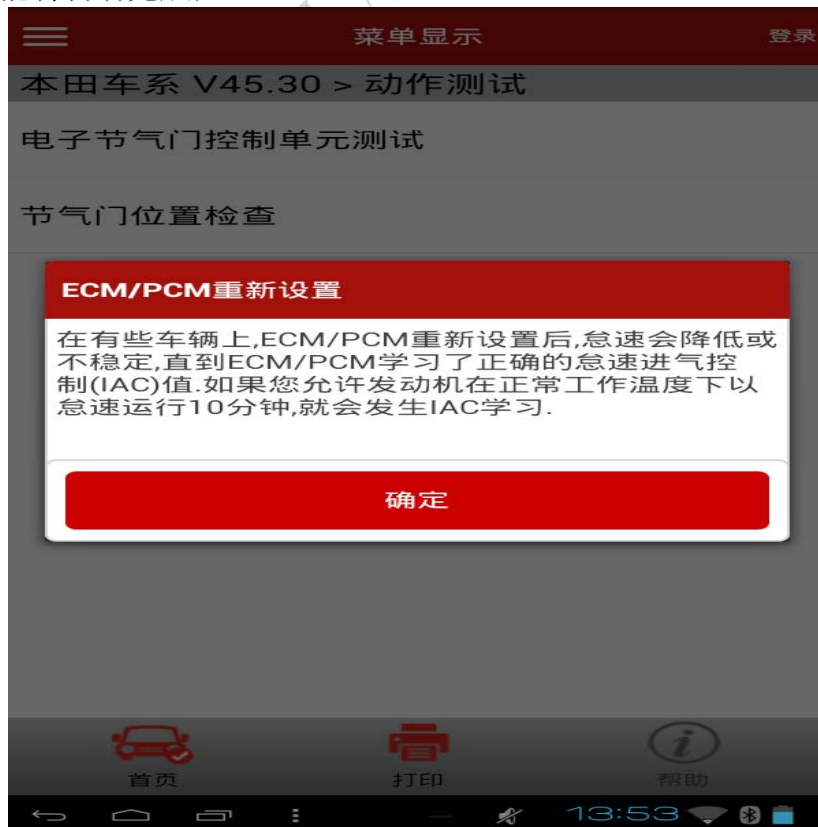 菜单显示
登录
本田车系 V45.30 > 动作测试
电子节气门控制单元测试
节气门位置检查
ECM/PCM重新设置
在有些车辆上,ECM/PCM重新设置后,怠速会降低或
不稳定,直到ECM/PCM学习了正确的怠速进气控
制(IAC)值.如果您允许发动机在正常工作温度下以
怠速运行10分钟,就会发生IAC学习.
确定
首页
打印
帮助
13:53